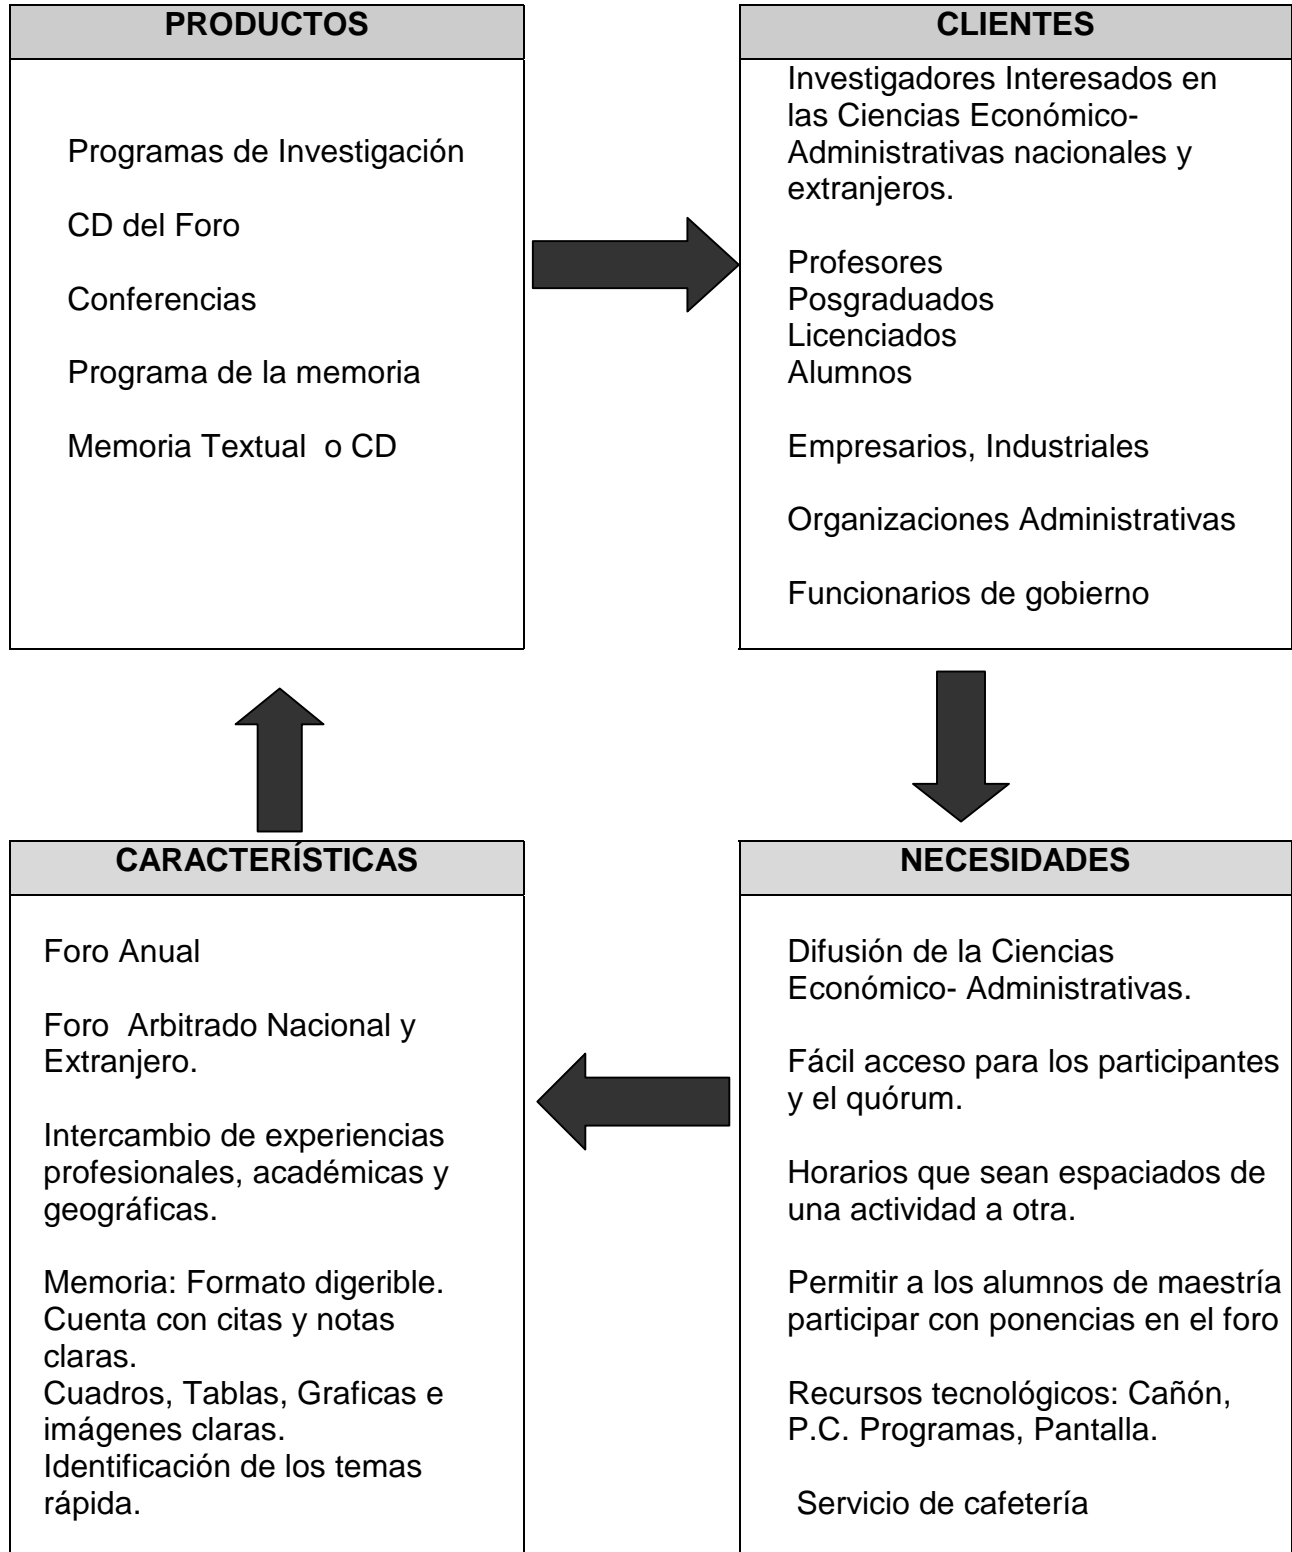 PRODUCTOS
Programas de Investigación
CD del Foro
Conferencias
Programa de la memoria
Memoria Textual  o CD
CLIENTES
Investigadores Interesados en
las Ciencias Económico-
Administrativas nacionales y
extranjeros.
Profesores
Posgraduados
Licenciados
Alumnos
Empresarios, Industriales
Organizaciones Administrativas
Funcionarios de gobierno
CARACTERÍSTICAS
Foro Anual
Foro  Arbitrado Nacional y
Extranjero.
Intercambio de experiencias
profesionales, académicas y
geográficas.
Memoria: Formato digerible.
Cuenta con citas y notas
claras.
Cuadros, Tablas, Graficas e
imágenes claras.
Identificación de los temas
rápida.
NECESIDADES
Difusión de la Ciencias
Económico- Administrativas.
Fácil acceso para los participantes
y el quórum.
Horarios que sean espaciados de
una actividad a otra.
Permitir a los alumnos de maestría
participar con ponencias en el foro
Recursos tecnológicos: Cañón,
P.C. Programas, Pantalla.
Servicio de cafetería